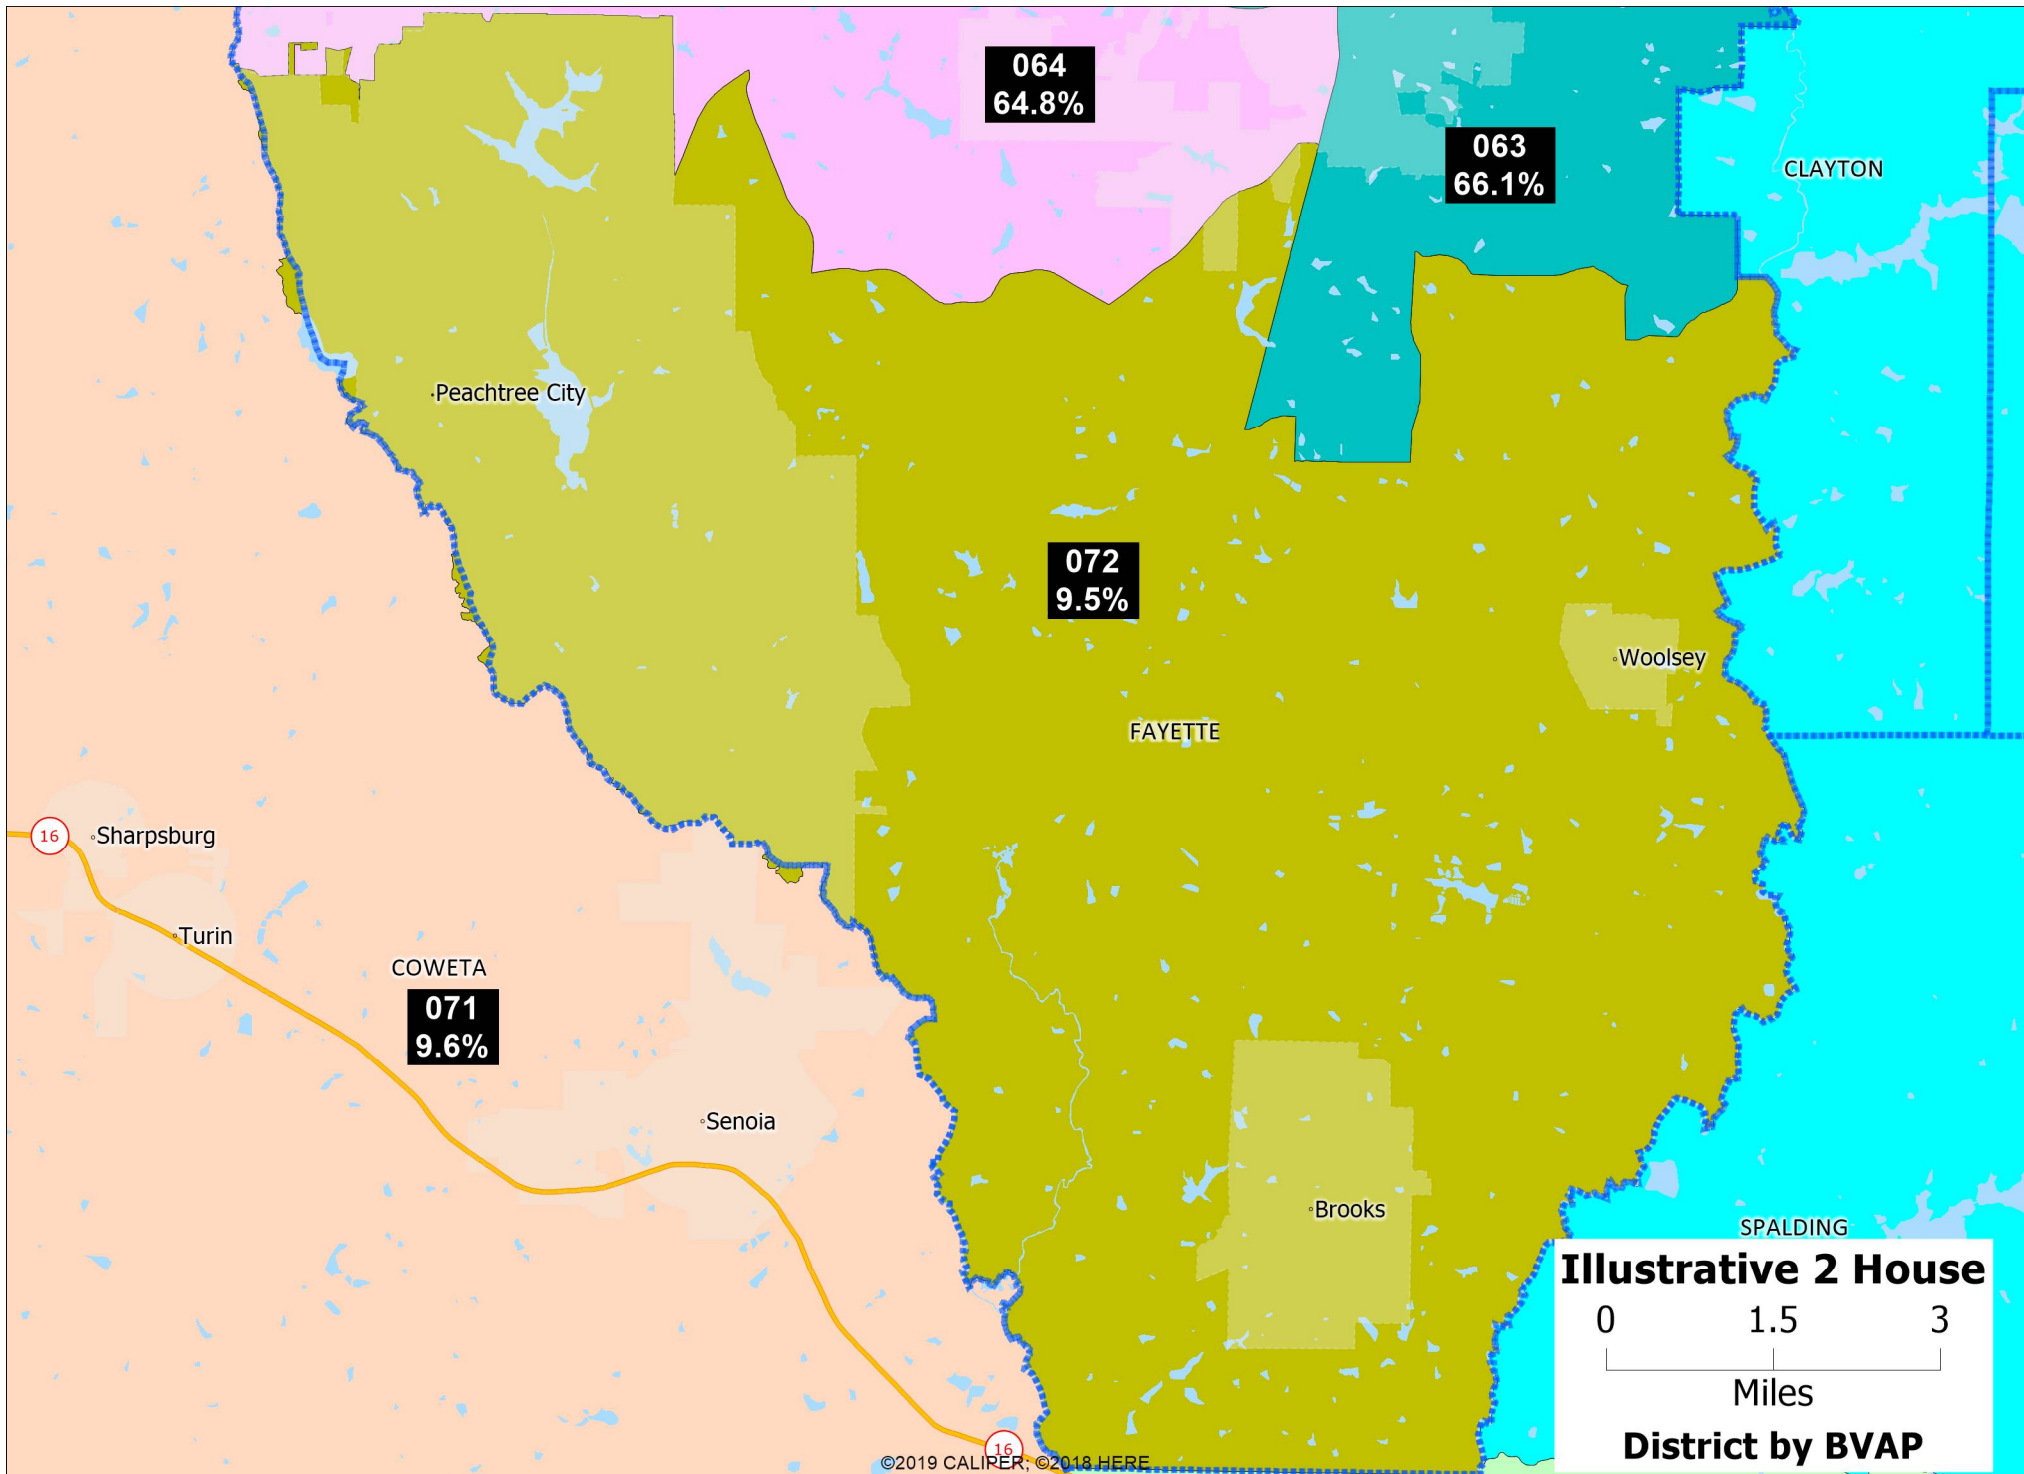 064
64.8%
063
66.1%
CLAYTON
Peachtree City
072
9.5%
Woolsey
FAYETTE
16
Sharpsburg
Turin
COWETA
071
9.6%
Senoia
Brooks
SPALDING
Illustrative 2 House
0 1.5 3
Miles
District by BVAP
16
©2019 CALIPER; ©2018 HERE